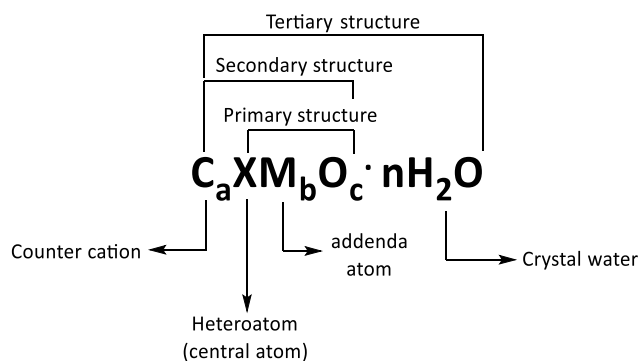 Tertiary structure
Secondary structure
Primary structure
CaXMbOc· nH2O
Counter cation
addenda
atom
Crystal water
Heteroatom
(central atom)